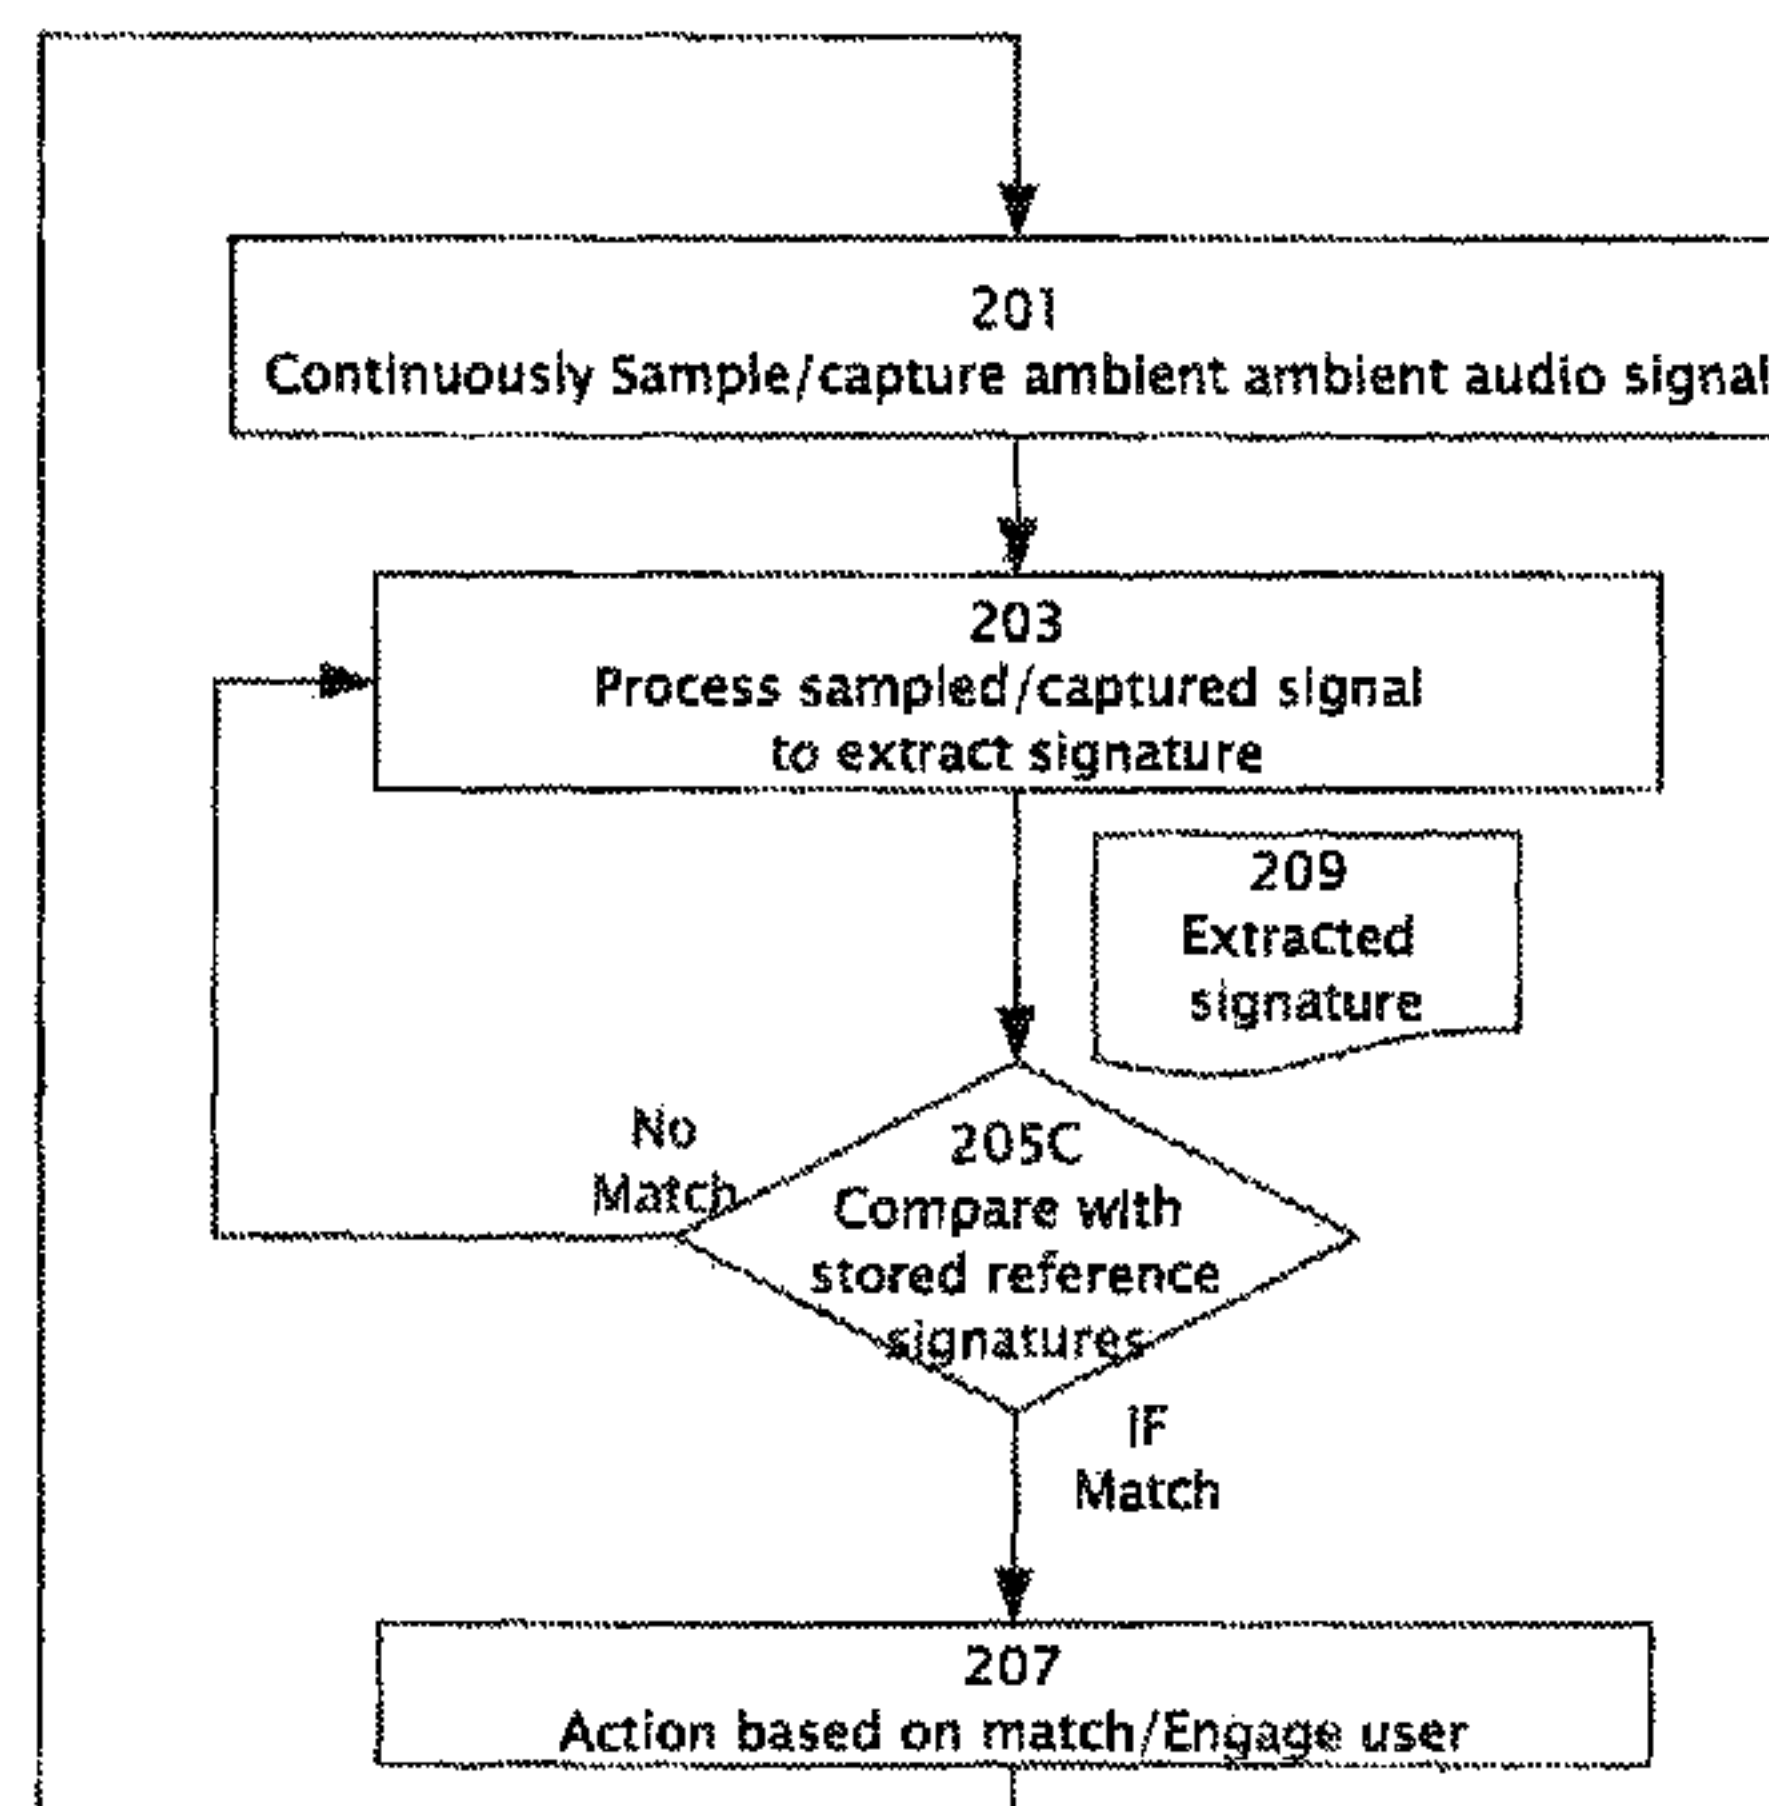 201
Continuously Sample/capture ambient ambient audio signal
203
Process sampled/captured signal
to extract signature
209
Extracted
signature
No
Match
205C
Compare with
stored reference
signatures
IF
Match
207
Action based on match/Engage user